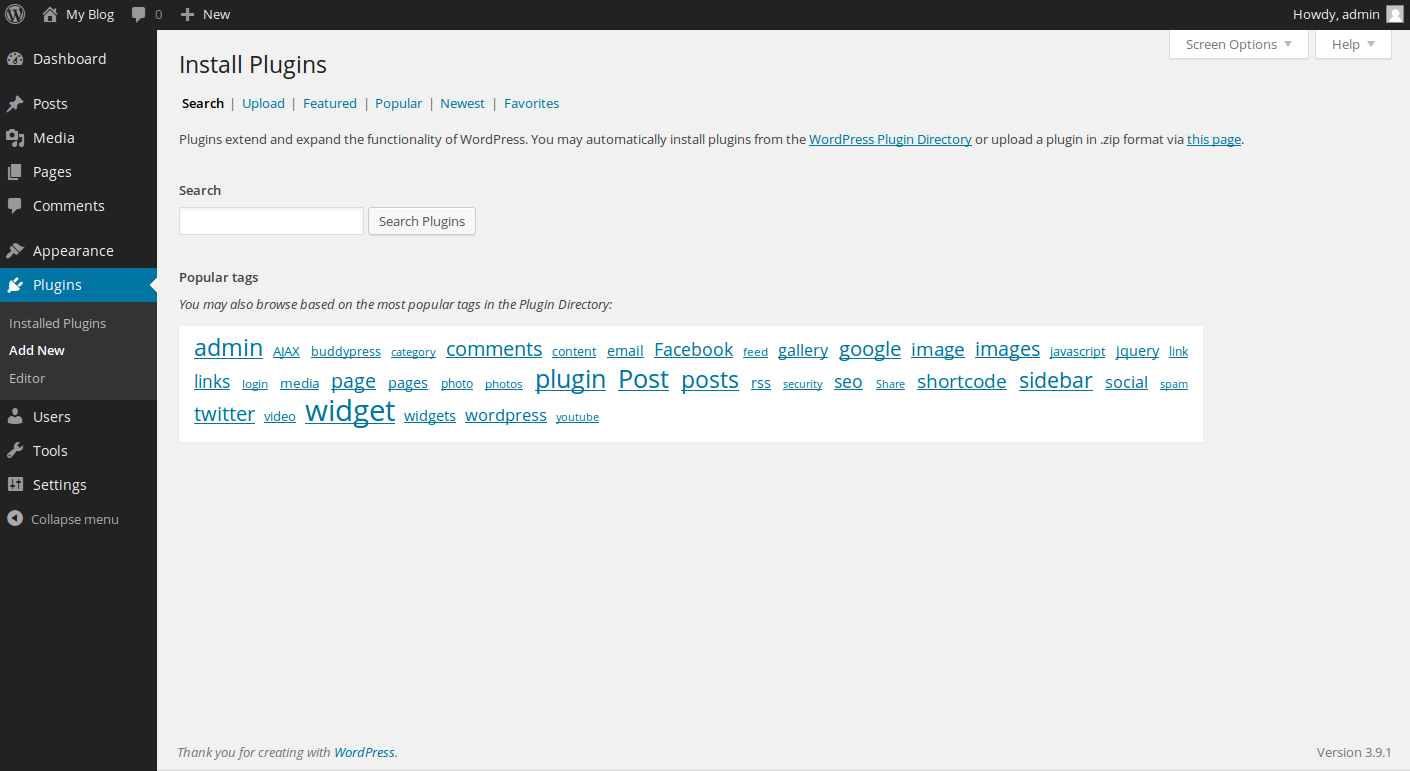 My Blog 0 New Howdy, admin
Screen Options Help
Dashboard
Posts
Media
Pages
Comments
Appearance
Plugins
Installed Plugins
Add New
Editor
Users
Tools
Settings
Collapse menu
Install Plugins
Search | Upload | Featured | Popular | Newest | Favorites
Plugins extend and expand the functionality of WordPress. You may automatically install plugins from the WordPress Plugin Directory or upload a plugin in .zip format via this page.
Search
Search Plugins
Popular tags
You may also browse based on the most popular tags in the Plugin Directory:
admin AJAX buddypress category comments content email Facebook feed gallery google image images javascript jquery link
links login media page pages photo photos plugin Post posts rss security seo Share shortcode sidebar social spam
twitter video widget widgets wordpress youtube
Thank you for creating with WordPress.
Version 3.9.1